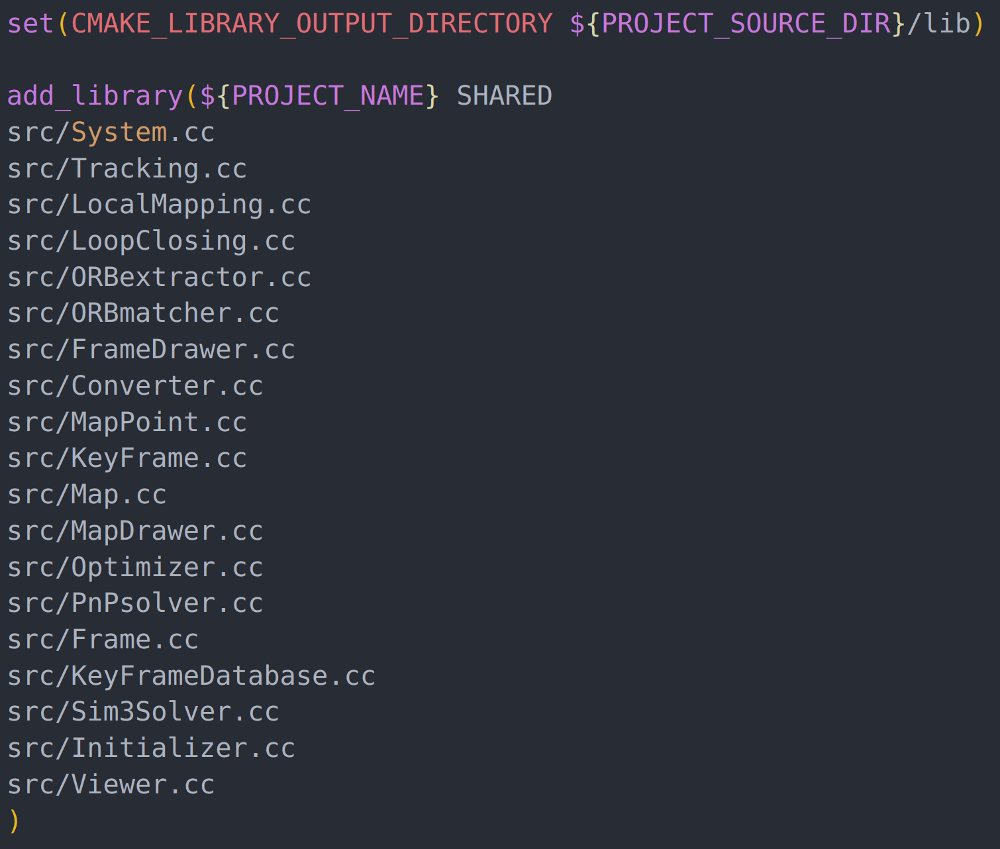 set(CMAKE_LIBRARY_OUTPUT_DIRECTORY ${PROJECT_SOURCE_DIR}/lib)
add_library(${PROJECT_NAME} SHARED
src/System.cc
src/Tracking.cc
src/LocalMapping.cc
src/LoopClosing.cc
src/ORBextractor.cc
src/ORBmatcher.cc
src/FrameDrawer.cc
src/Converter.cc
src/MapPoint.cc
src/KeyFrame.cc
src/Map.cc
src/MapDrawer.cc
src/Optimizer.cc
src/PnPsolver.cc
src/Frame.cc
src/KeyFrameDatabase.cc
src/Sim3Solver.cc
src/Initializer.cc
src/Viewer.cc
)